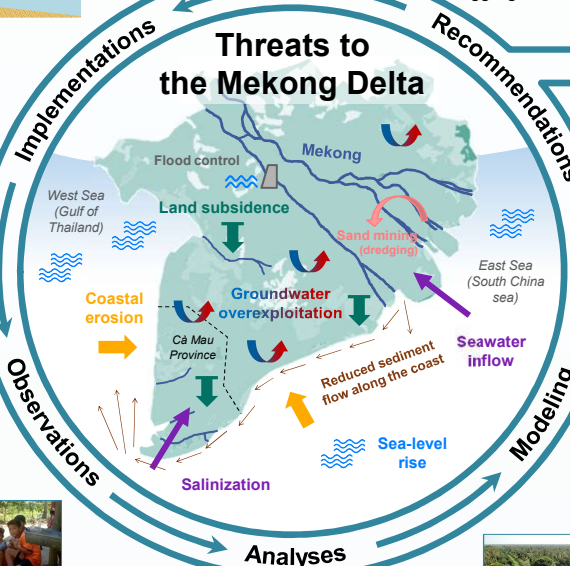 Threats to
the Mekong Delta
Implementations
Recommendations
Mekong
Flood control
West Sea
(Gulf of
Thailand)
Land subsidence
Sand mining
(dredging)
East Sea
(South China
sea)
Coastal
erosion
Groundwater
overexploitation
Cà Mau
Province
Seawater
inflow
Reduced sediment
flow along the coast
Observations
Modeling
Sea-level
rise
Salinization
Analyses